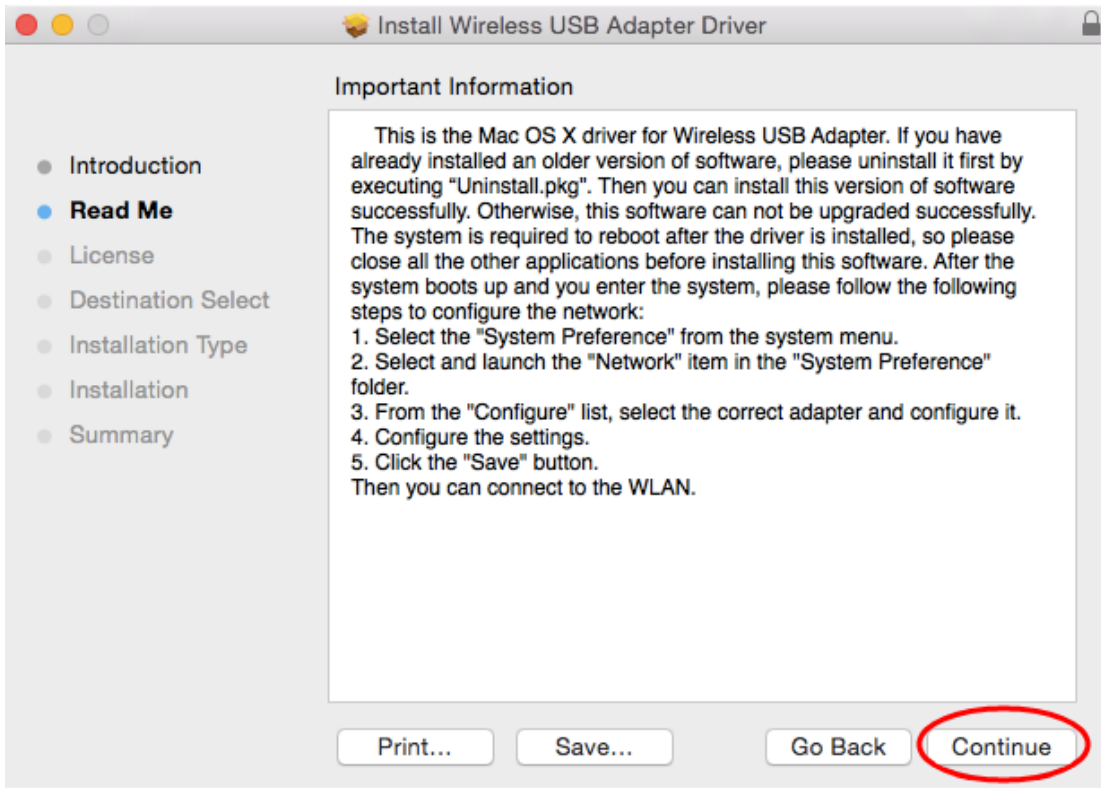 Install Wireless USB Adapter Driver
Important Information
Introduction
Read Me
License
Destination Select
Installation Type
Installation
Summary
This is the Mac OS X driver for Wireless USB Adapter. If you have
already installed an older version of software, please uninstall it first by
executing “Uninstall.pkg". Then you can install this version of software
successfully. Otherwise, this software can not be upgraded successfully.
The system is required to reboot after the driver is installed, so please
close all the other applications before installing this software. After the
system boots up and you enter the system, please follow the following
steps to configure the network:
1. Select the "System Preference" from the system menu.
2. Select and launch the "Network" item in the "System Preference"
folder.
3. From the "Configure" list, select the correct adapter and configure it.
4. Configure the settings.
5. Click the "Save" button.
Then you can connect to the WLAN.
Print...
Save...
Go Back
Continue